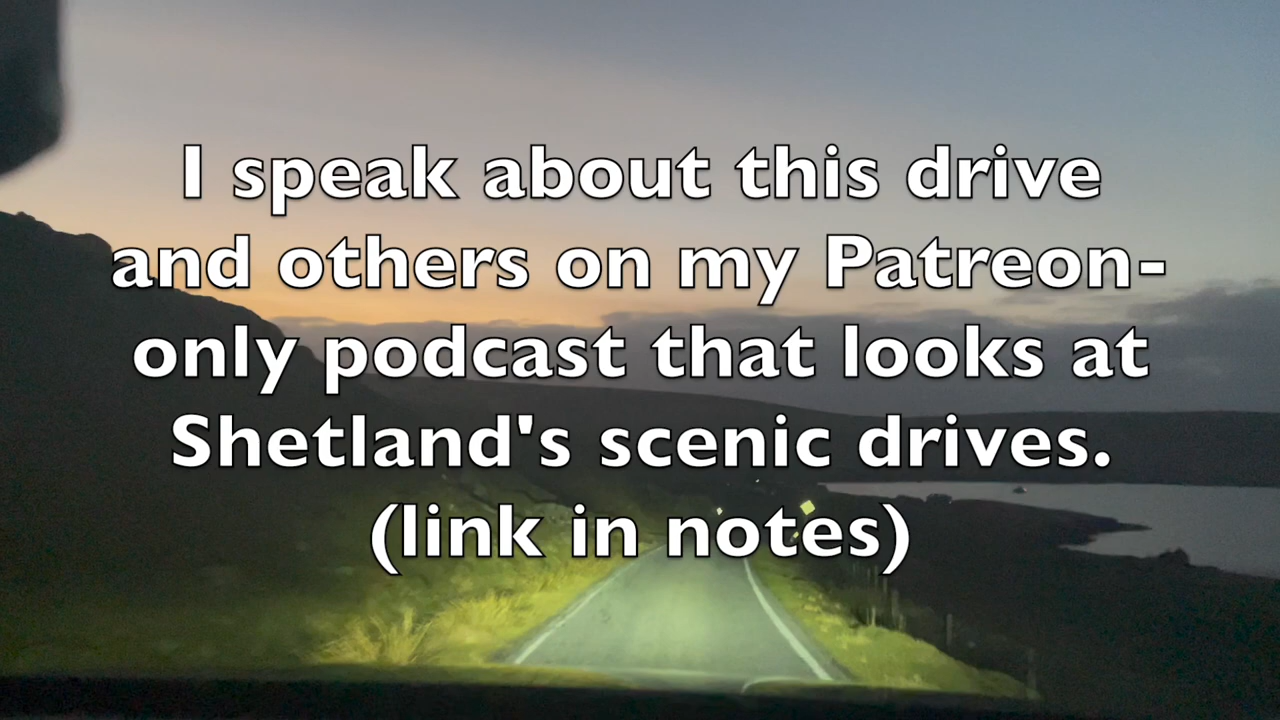 I speak about this drive
and others on my Patreon-
only podcast that looks at
Shetland's scenic drives.
(link in notes)